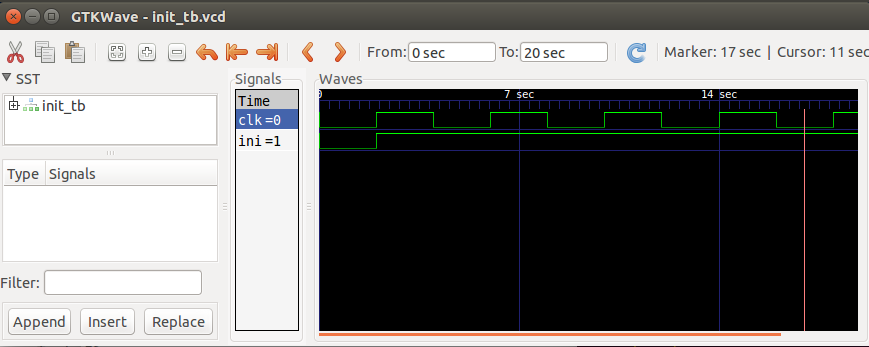 GTKWave - init_tb.vcd
From: 0 sec To: 20 sec Marker: 17 sec | Cursor: 11 sec
SST
init_tb
Type Signals
Filter:
Append Insert Replace
Signals
Time
clk =0
ini =1
Waves
0 7 sec 14 sec